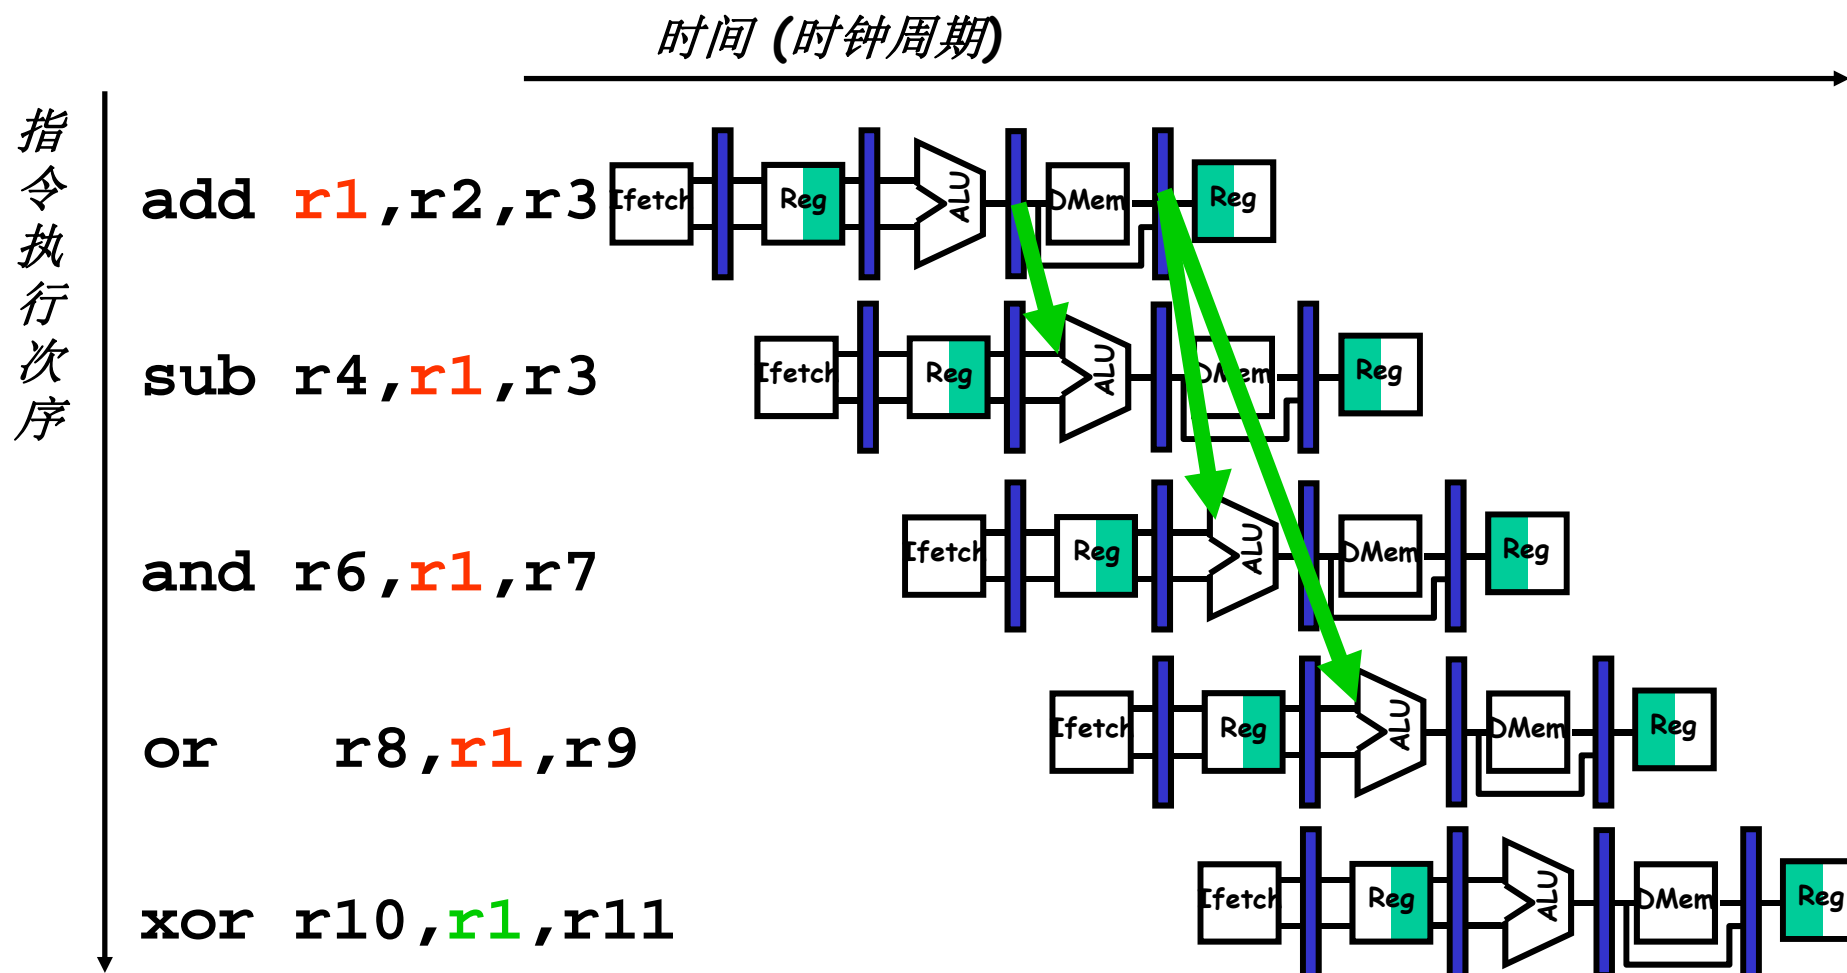 时间 (时钟周期)
指令执行次序
add r1,r2,r3
Ifetch Reg ALU DMem Reg
sub r4,r1,r3
Ifetch Reg ALU DMem Reg
and r6,r1,r7
Ifetch Reg ALU DMem Reg
or r8,r1,r9
Ifetch Reg ALU DMem Reg
xor r10,r1,r11
Ifetch Reg ALU DMem Reg